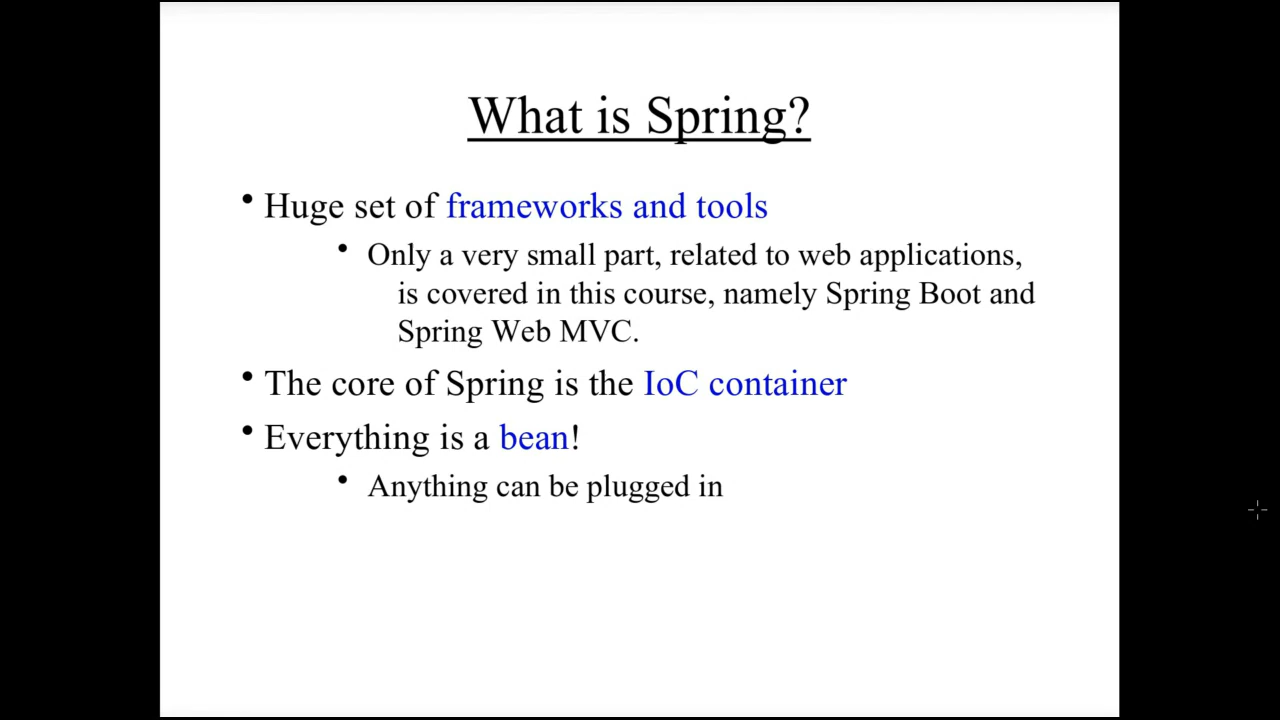 What is Spring?
• Huge set of frameworks and tools
• Only a very small part, related to web applications,
is covered in this course, namely Spring Boot and
Spring Web MVC.
• The core of Spring is the IoC container
• Everything is a bean!
• Anything can be plugged in